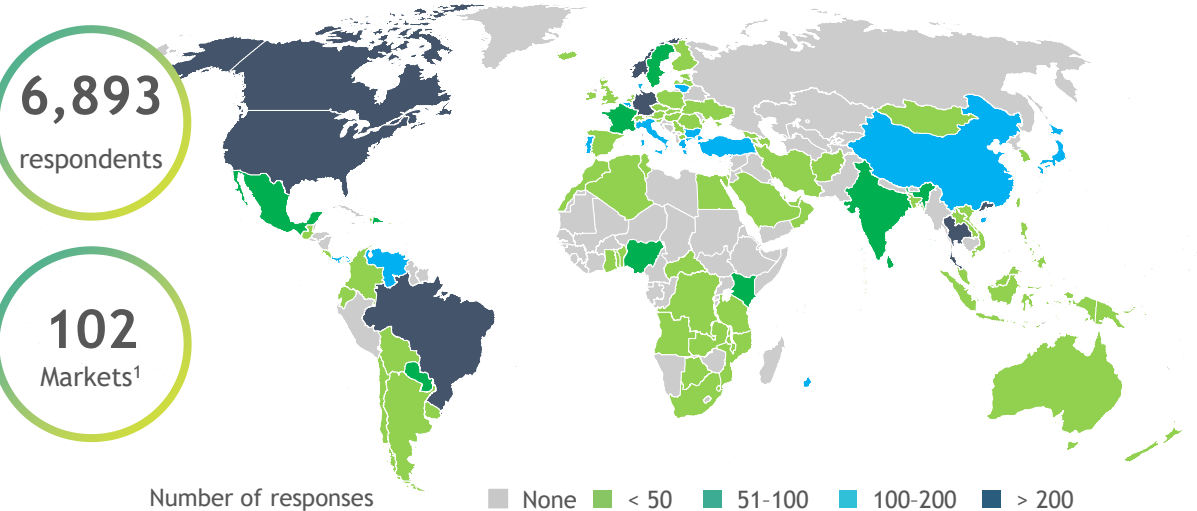 6,893
respondents
102
Markets¹
Number of responses
None
< 50
51–100
100–200
> 200